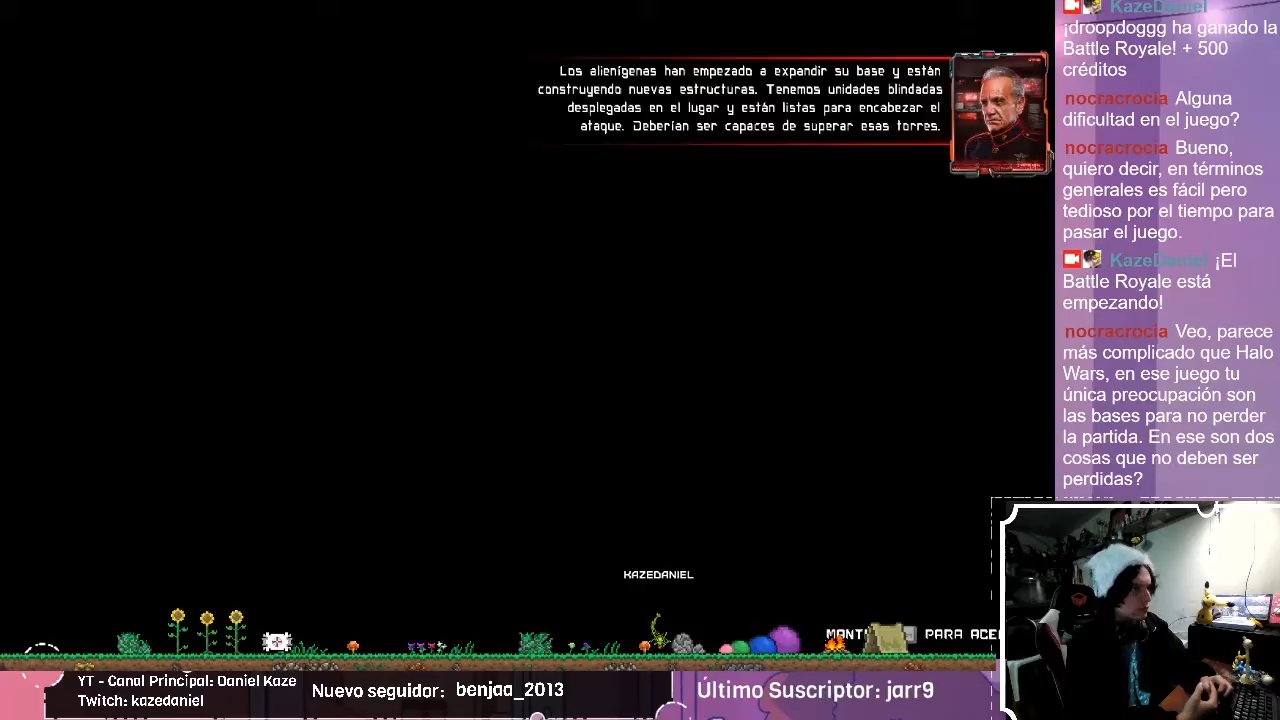 Los alienígenas han empezado a expandir su base y están
construyendo nuevas estructuras. Tenemos unidades blindadas
desplegadas en el lugar y están listas para encabezar el
ataque. Deberían ser capaces de superar esas torres.
KazeDaniel
¡droopdoggg ha ganado la
Battle Royale! + 500
créditos
nocracrocia Alguna
dificultad en el juego?
nocracrocia Bueno,
quiero decir, en términos
generales es fácil pero
tedioso por el tiempo para
pasar el juego.
KazeDaniel ¡El
Battle Royale está
empezando!
nocracrocia Veo, parece
más complicado que Halo
Wars, en ese juego tu
única preocupación son
las bases para no perder
la partida. En ese son dos
cosas que no deben ser
perdidas?
KAZEDANIEL
PARA
YT - Canal Principal: Daniel Kaze
Twitch: kazedaniel
Nuevo seguidor: benjaa_2013
Último Suscriptor: jarr9